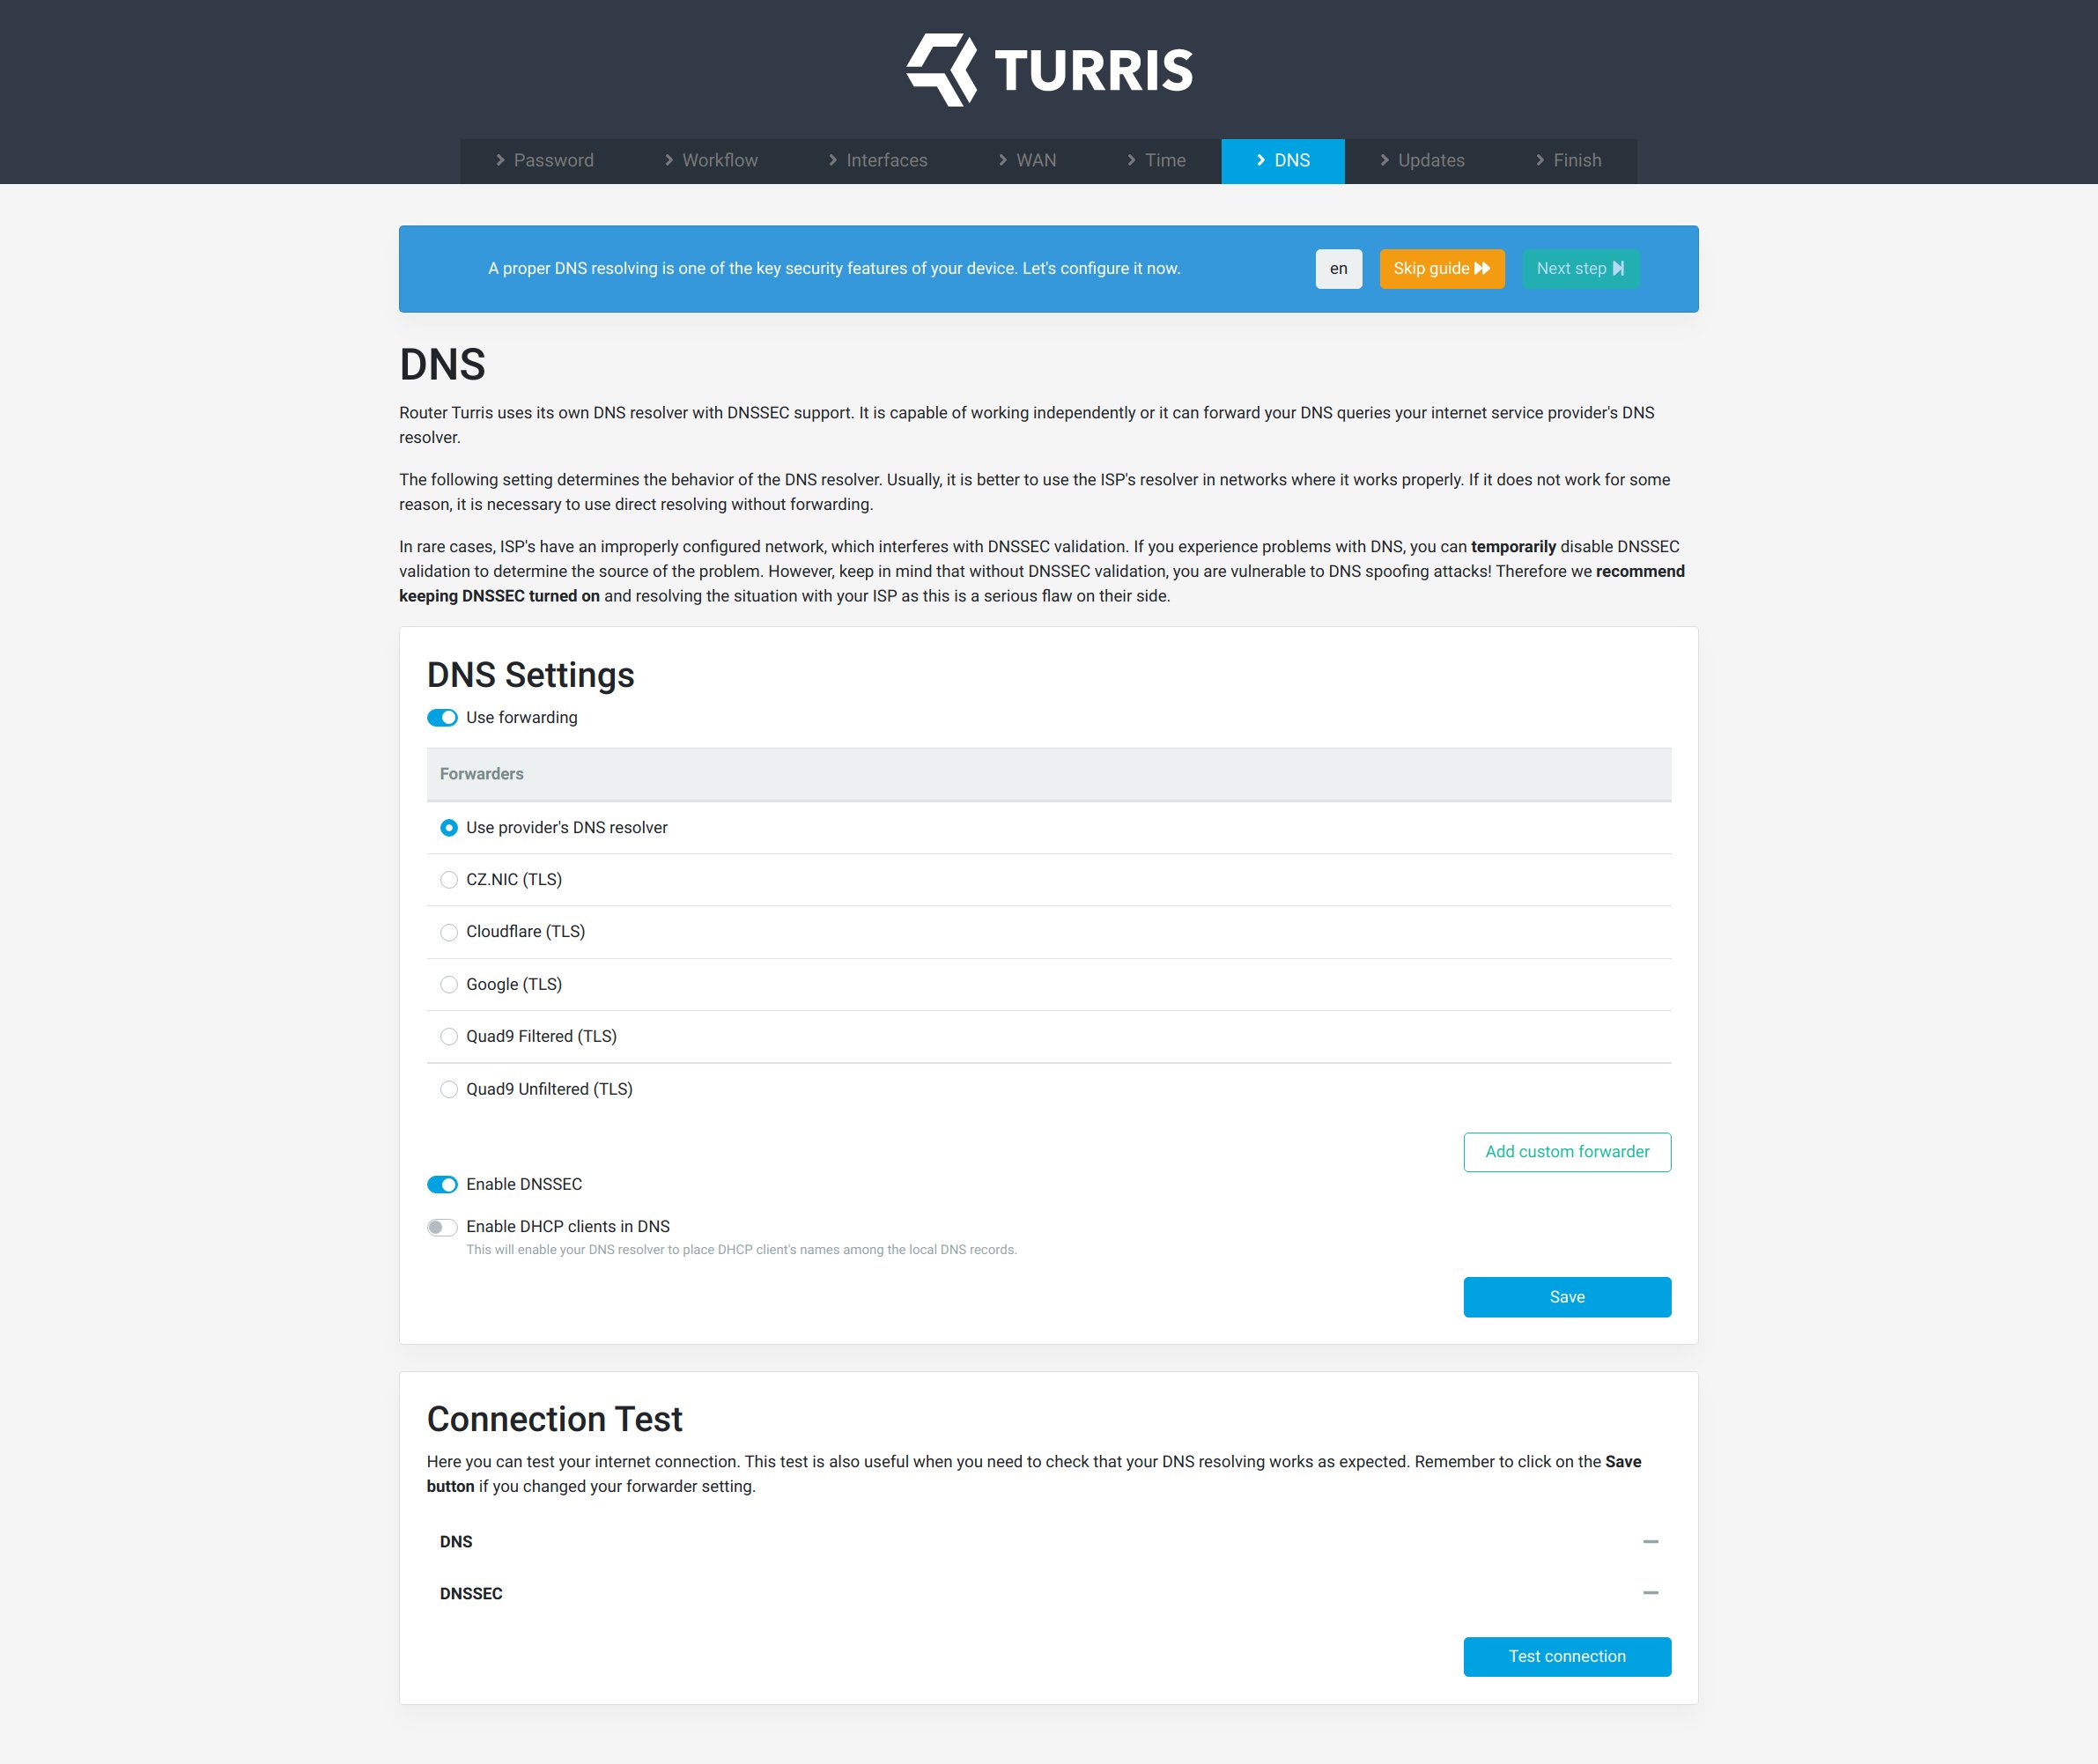 TURRIS
Password
Workflow
Interfaces
WAN
Time
DNS
Updates
Finish
A proper DNS resolving is one of the key security features of your device. Let's configure it now.
en
Skip guide
Next step
DNS
Router Turris uses its own DNS resolver with DNSSEC support. It is capable of working independently or it can forward your DNS queries your internet service provider's DNS
resolver.
The following setting determines the behavior of the DNS resolver. Usually, it is better to use the ISP's resolver in networks where it works properly. If it does not work for some
reason, it is necessary to use direct resolving without forwarding.
In rare cases, ISP's have an improperly configured network, which interferes with DNSSEC validation. If you experience problems with DNS, you can temporarily disable DNSSEC
validation to determine the source of the problem. However, keep in mind that without DNSSEC validation, you are vulnerable to DNS spoofing attacks! Therefore we recommend
keeping DNSSEC turned on and resolving the situation with your ISP as this is a serious flaw on their side.
DNS Settings
Use forwarding
Forwarders
Use provider's DNS resolver
CZ.NIC (TLS)
Cloudflare (TLS)
Google (TLS)
Quad9 Filtered (TLS)
Quad9 Unfiltered (TLS)
Add custom forwarder
Enable DNSSEC
Enable DHCP clients in DNS
This will enable your DNS resolver to place DHCP client's names among the local DNS records.
Save
Connection Test
Here you can test your internet connection. This test is also useful when you need to check that your DNS resolving works as expected. Remember to click on the Save
button if you changed your forwarder setting.
DNS
DNSSEC
Test connection